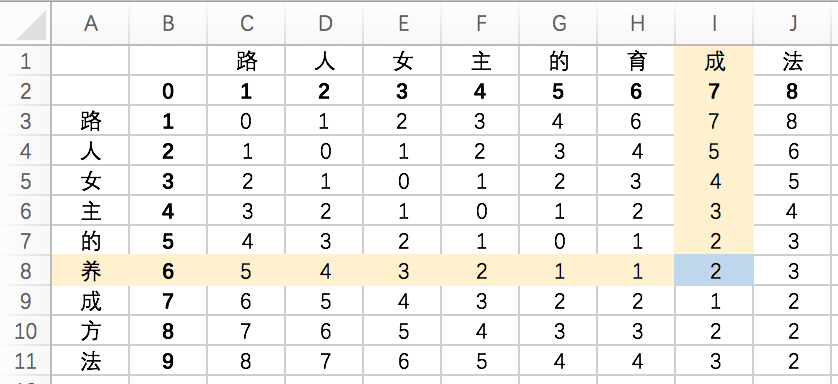 A B C D E F G H I J
1 路 人 女 主 的 育 成 法
2 0 1 2 3 4 5 6 7 8
3 路 1 0 1 2 3 4 6 7 8
4 人 2 1 0 1 2 3 4 5 6
5 女 3 2 1 0 1 2 3 4 5
6 主 4 3 2 1 0 1 2 3 4
7 的 5 4 3 2 1 0 1 2 3
8 养 6 5 4 3 2 1 1 2 3
9 成 7 6 5 4 3 2 2 1 2
10 方 8 7 6 5 4 3 3 2 2
11 法 9 8 7 6 5 4 4 3 2